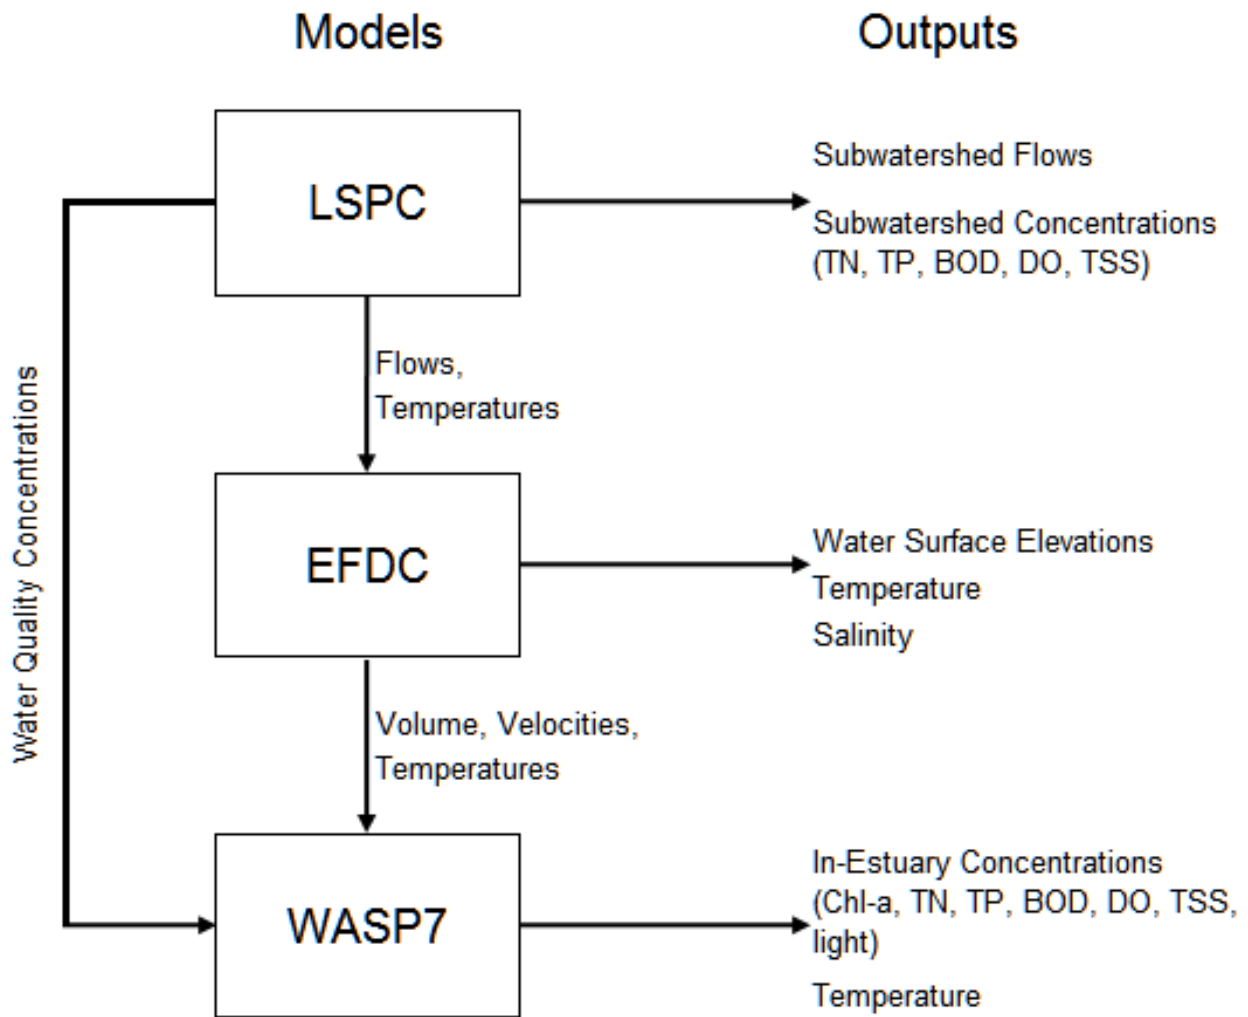 Models
Outputs
LSPC
Subwatershed Flows
Subwatershed Concentrations
(TN, TP, BOD, DO, TSS)
Flows,
Temperatures
Water Quality Concentrations
EFDC
Water Surface Elevations
Temperature
Salinity
Volume, Velocities,
Temperatures
WASP7
In-Estuary Concentrations
(Chl-a, TN, TP, BOD, DO, TSS,
light)
Temperature